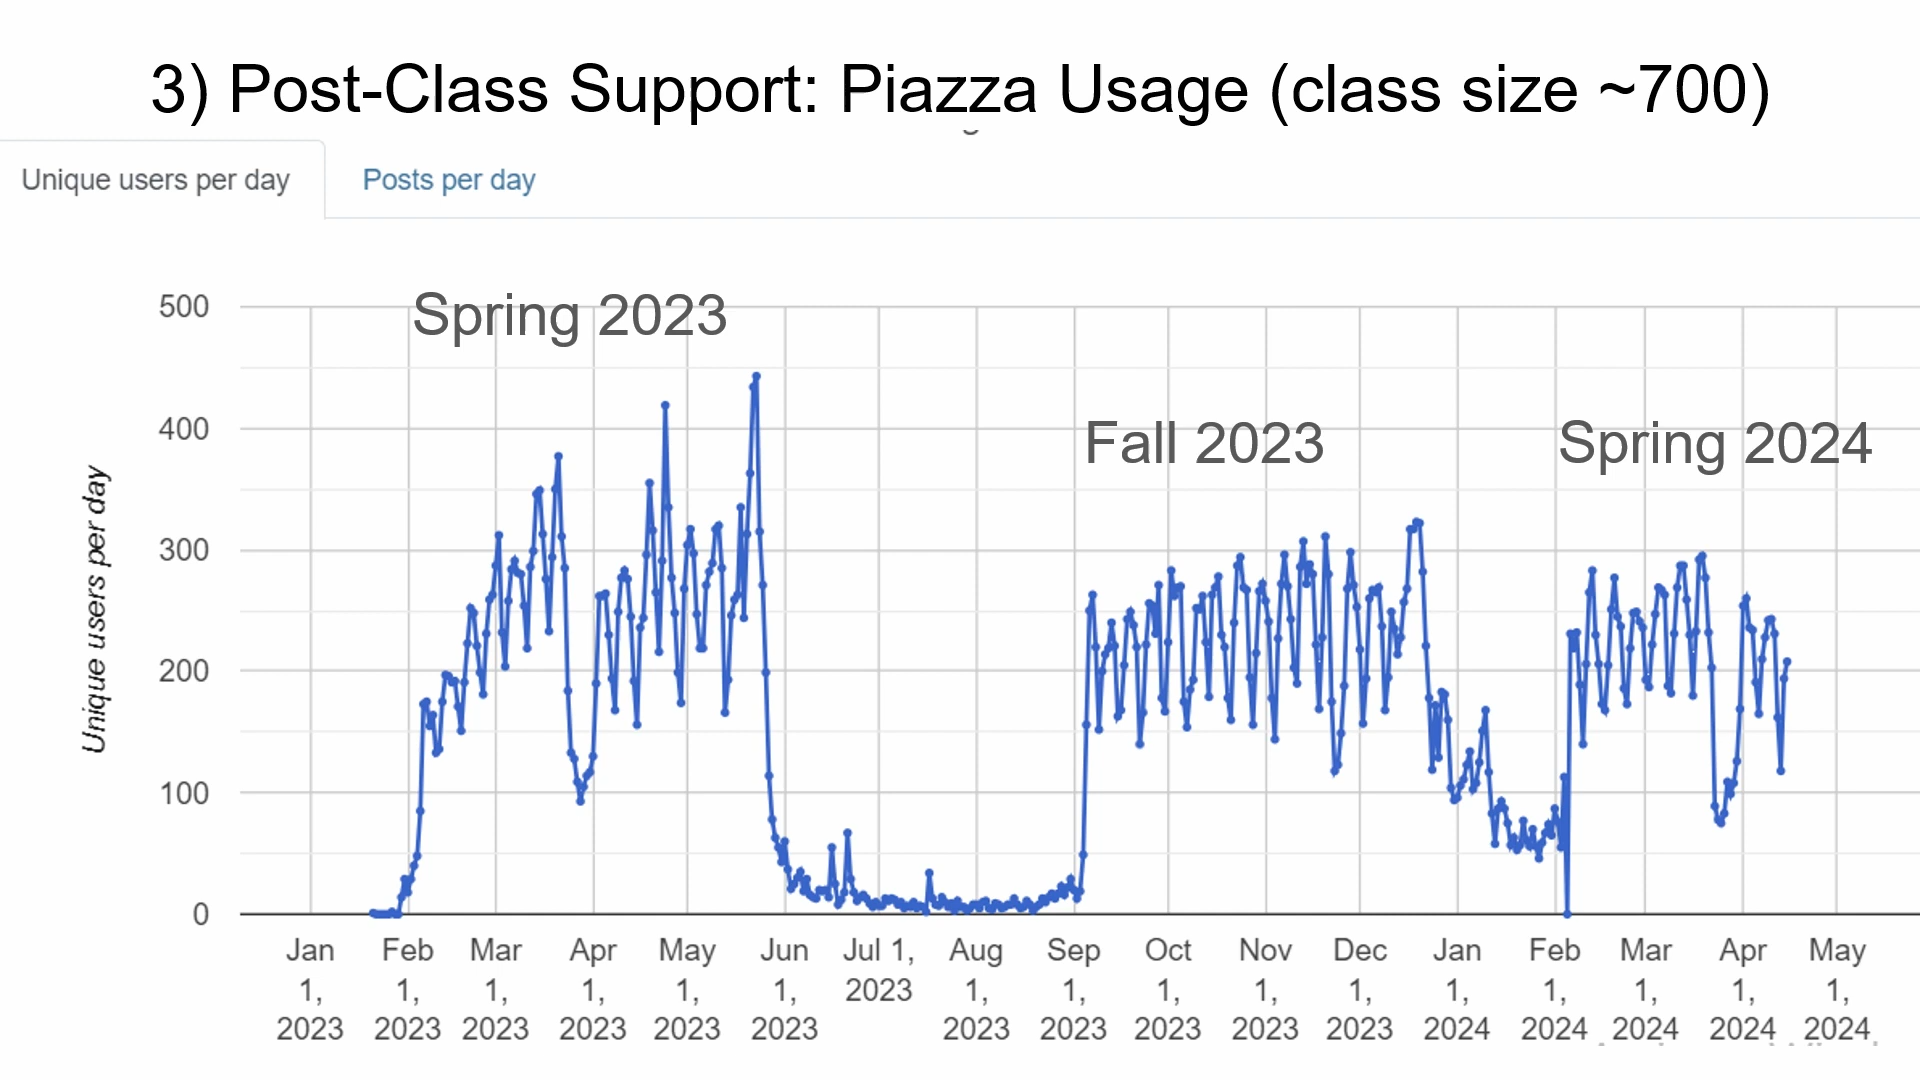 3) Post-Class Support: Piazza Usage (class size ~700)
Unique users per day
Posts per day
Spring 2023
Fall 2023
Spring 2024
Unique users per day
500
400
300
200
100
0
Jan 1, 2023
Feb 1, 2023
Mar 1, 2023
Apr 1, 2023
May 1, 2023
Jun 1, 2023
Jul 1, 2023
Aug 1, 2023
Sep 1, 2023
Oct 1, 2023
Nov 1, 2023
Dec 1, 2023
Jan 1, 2024
Feb 1, 2024
Mar 1, 2024
Apr 1, 2024
May 1, 2024